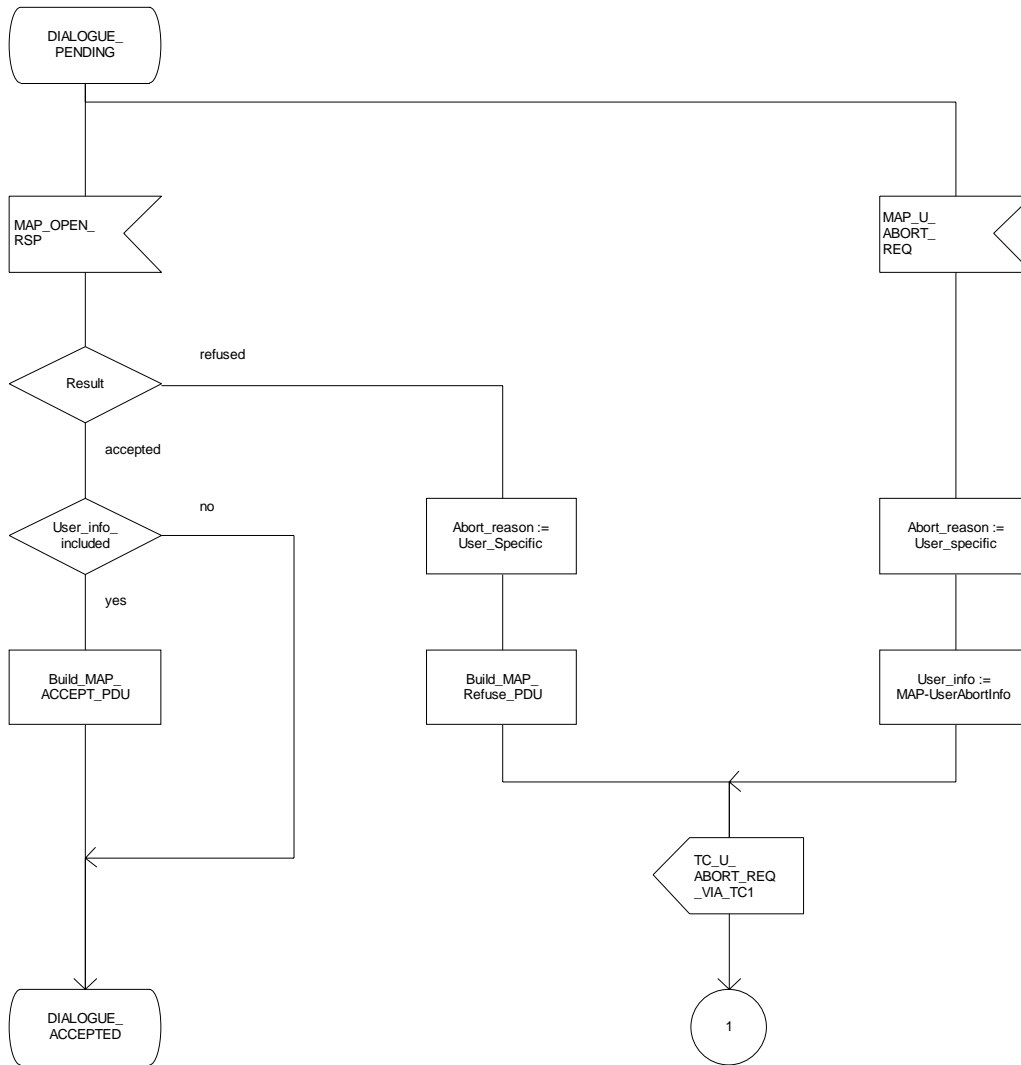 DIALOGUE_
PENDING
MAP_OPEN_
RSP
MAP_U_
ABORT_
REQ
Result
refused
accepted
User_info_
included
no
yes
Abort_reason :=
User_Specific
Abort_reason :=
User_specific
Build_MAP_
ACCEPT_PDU
Build_MAP_
Refuse_PDU
User_info :=
MAP-UserAbortInfo
TC_U_
ABORT_REQ
_VIA_TC1
DIALOGUE_
ACCEPTED
1